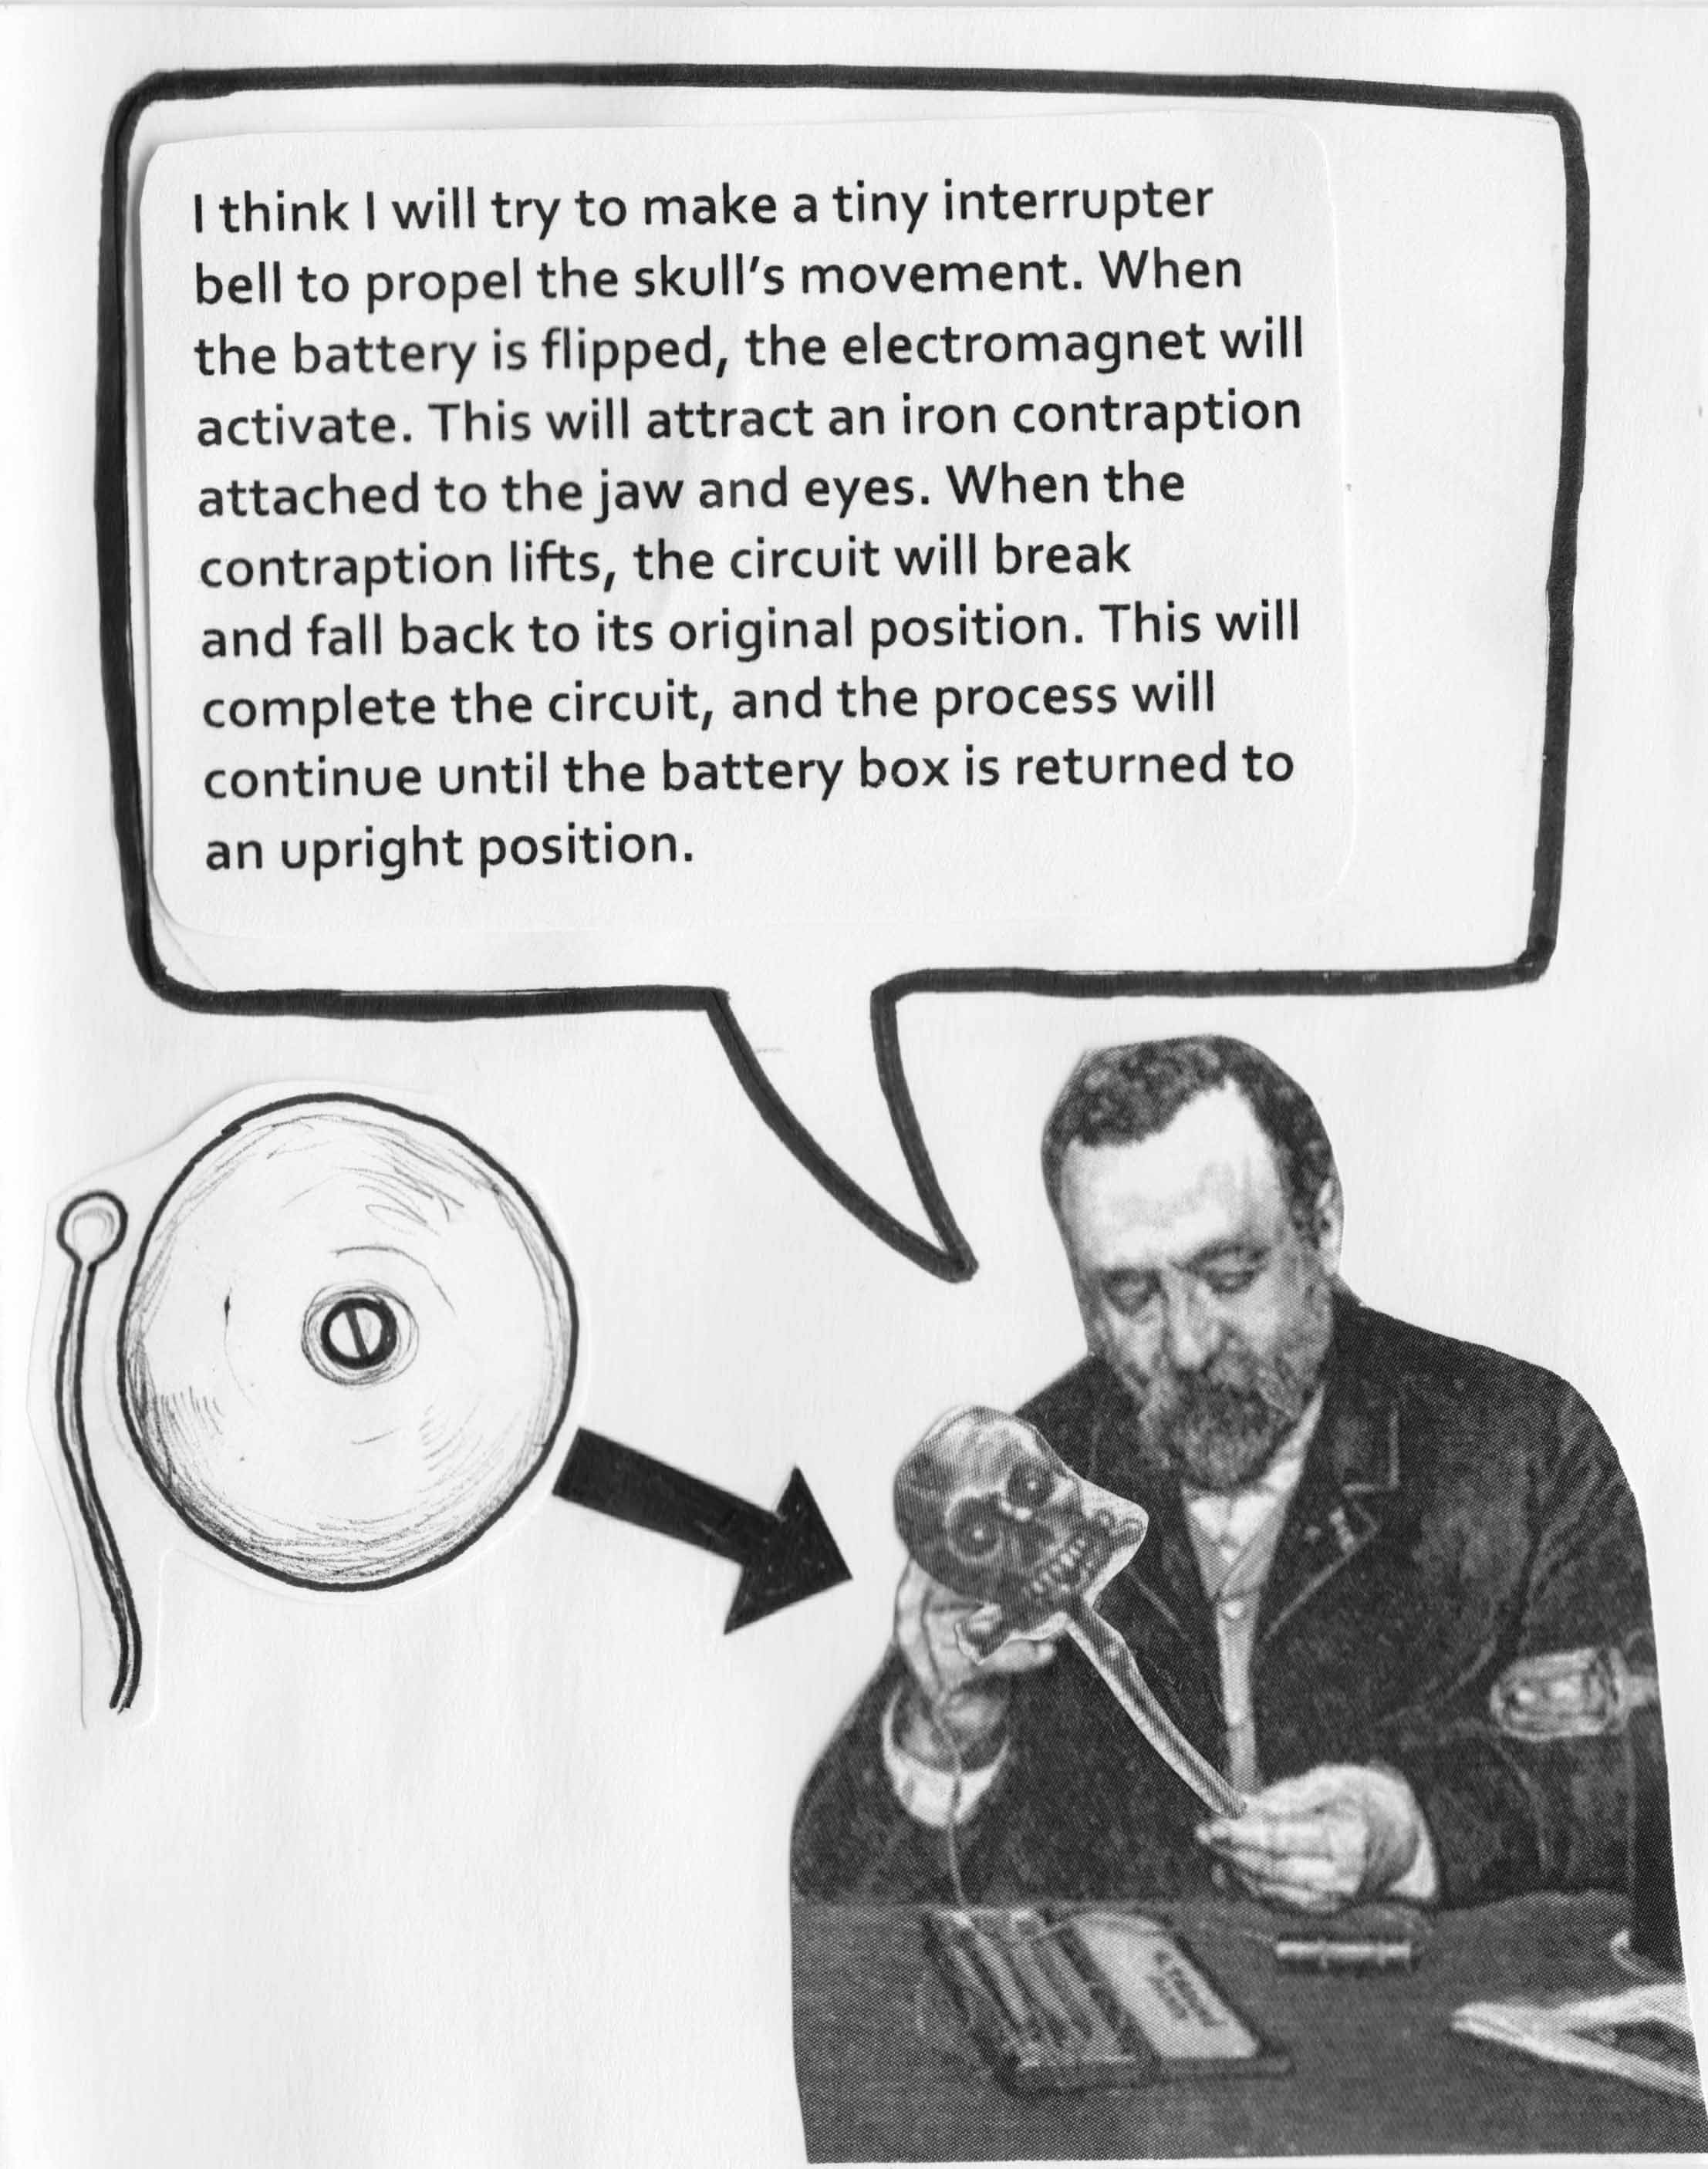 I think I will try to make a tiny interrupter
bell to propel the skull's movement. When
the battery is flipped, the electromagnet will
activate. This will attract an iron contraption
attached to the jaw and eyes. When the
contraption lifts, the circuit will break
and fall back to its original position. This will
complete the circuit, and the process will
continue until the battery box is returned to
an upright position.